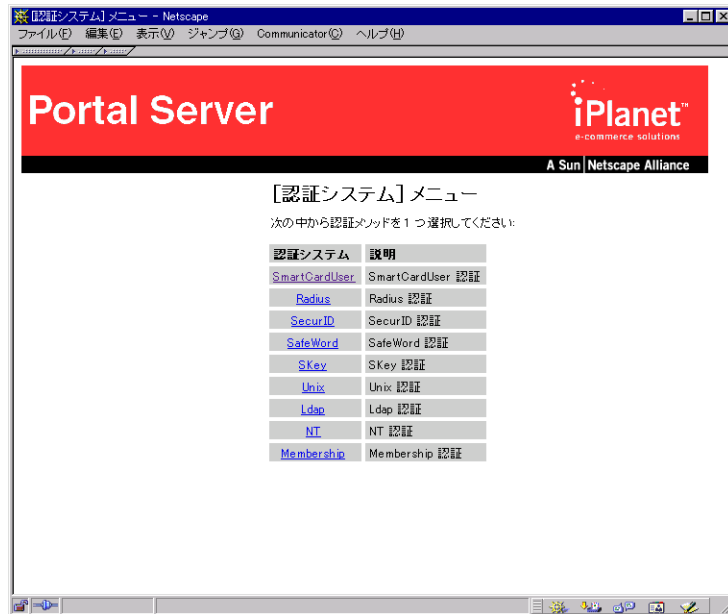 [認証システム] メニュー - Netscape
ファイル(F) 編集(E) 表示(V) ジャンプ(G) Communicator(C) ヘルプ(H)
Portal Server
iPlanet™
e-commerce solutions
A Sun | Netscape Alliance
[認証システム] メニュー
次の中から認証メソッドを1つ選択してください:
認証システム 説明
SmartCardUser SmartCardUser 認証
Radius Radius 認証
SecurID SecurID 認証
SafeWord SafeWord 認証
SKey SKey 認証
Unix Unix 認証
Ldap Ldap 認証
NT NT 認証
Membership Membership 認証